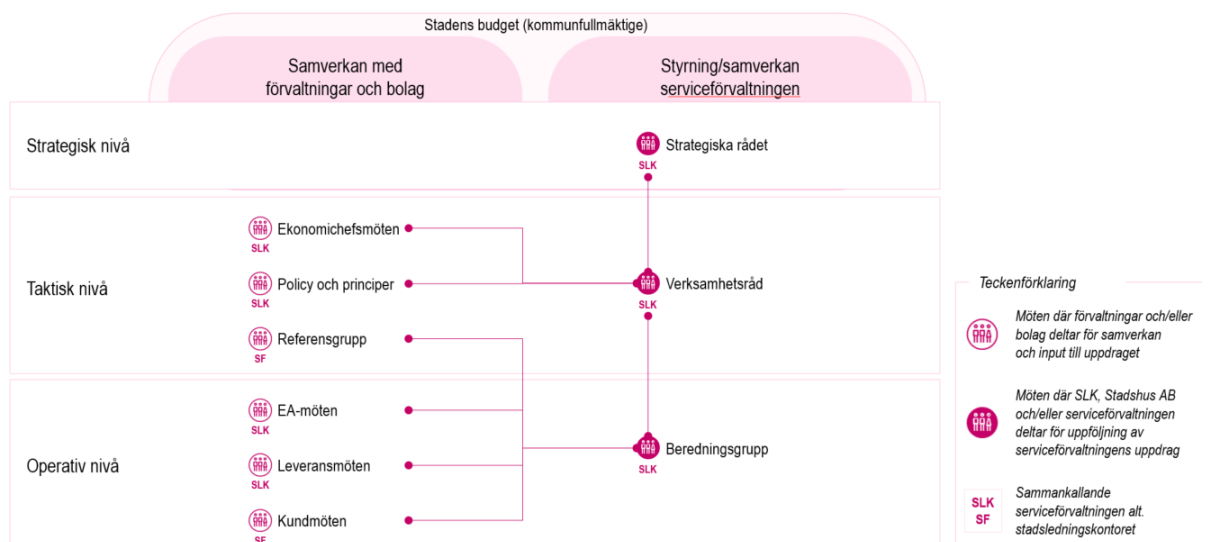 Stadens budget (kommunfullmäktige)
Samverkan med
förvaltningar och bolag
Styrning/samverkan
serviceförvaltningen
Strategisk nivå
Strategiska rådet
SLK
Taktisk nivå
Ekonomichefsmöten
SLK
Policy och principer
SLK
Referensgrupp
SF
Verksamhetsråd
SLK
Operativ nivå
EA-möten
SLK
Leveransmöten
SLK
Kundmöten
SF
Beredningsgrupp
SLK
Teckenförklaring
Möten där förvaltningar och/eller
bolag deltar för samverkan
och input till uppdraget
Möten där SLK, Stadshus AB
och/eller serviceförvaltningen
deltar för uppföljning av
serviceförvaltningens uppdrag
SLK
SF
Sammankallande
serviceförvaltningen alt.
stadsledningskontoret